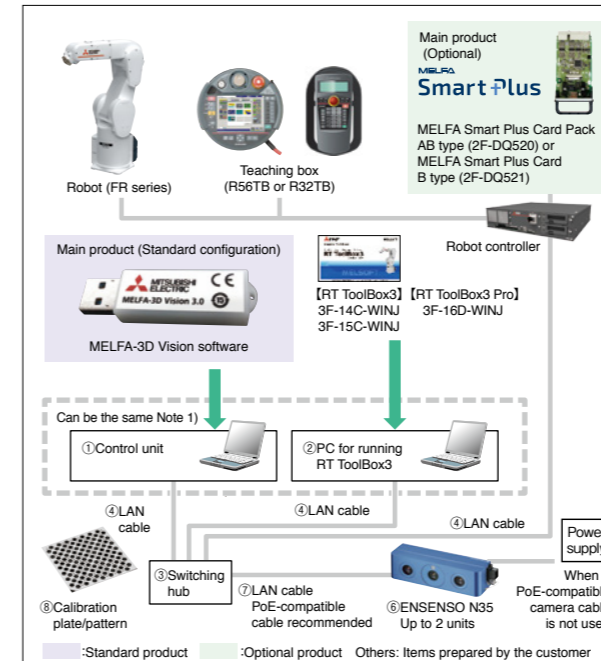 Main product
(Optional)
MELFA
Smart Plus
MELFA Smart Plus Card Pack
AB type (2F-DQ520) or
MELFA Smart Plus Card
B type (2F-DQ521)
Robot (FR series)
Teaching box
(R56TB or R32TB)
Robot controller
Main product (Standard configuration)
MITSUBISHI
ELECTRIC
MELFA-3D Vision 3.0
MELFA-3D Vision software
RT ToolBox3
MELSOFT
【RT ToolBox3】
3F-14C-WINJ
3F-15C-WINJ
【RT ToolBox3 Pro】
3F-16D-WINJ
Can be the same Note 1)
①Control unit
②PC for running
RT ToolBox3
④LAN
cable
④LAN cable
④LAN cable
③Switching
hub
Power
supply
When
PoE-compatib
camera cab
is not use
⑧Calibration
plate/pattern
⑦LAN cable
PoE-compatible
cable recommended
⑥ENSENSO N35
Up to 2 units
:Standard product
:Optional product
Others: Items prepared by the customer